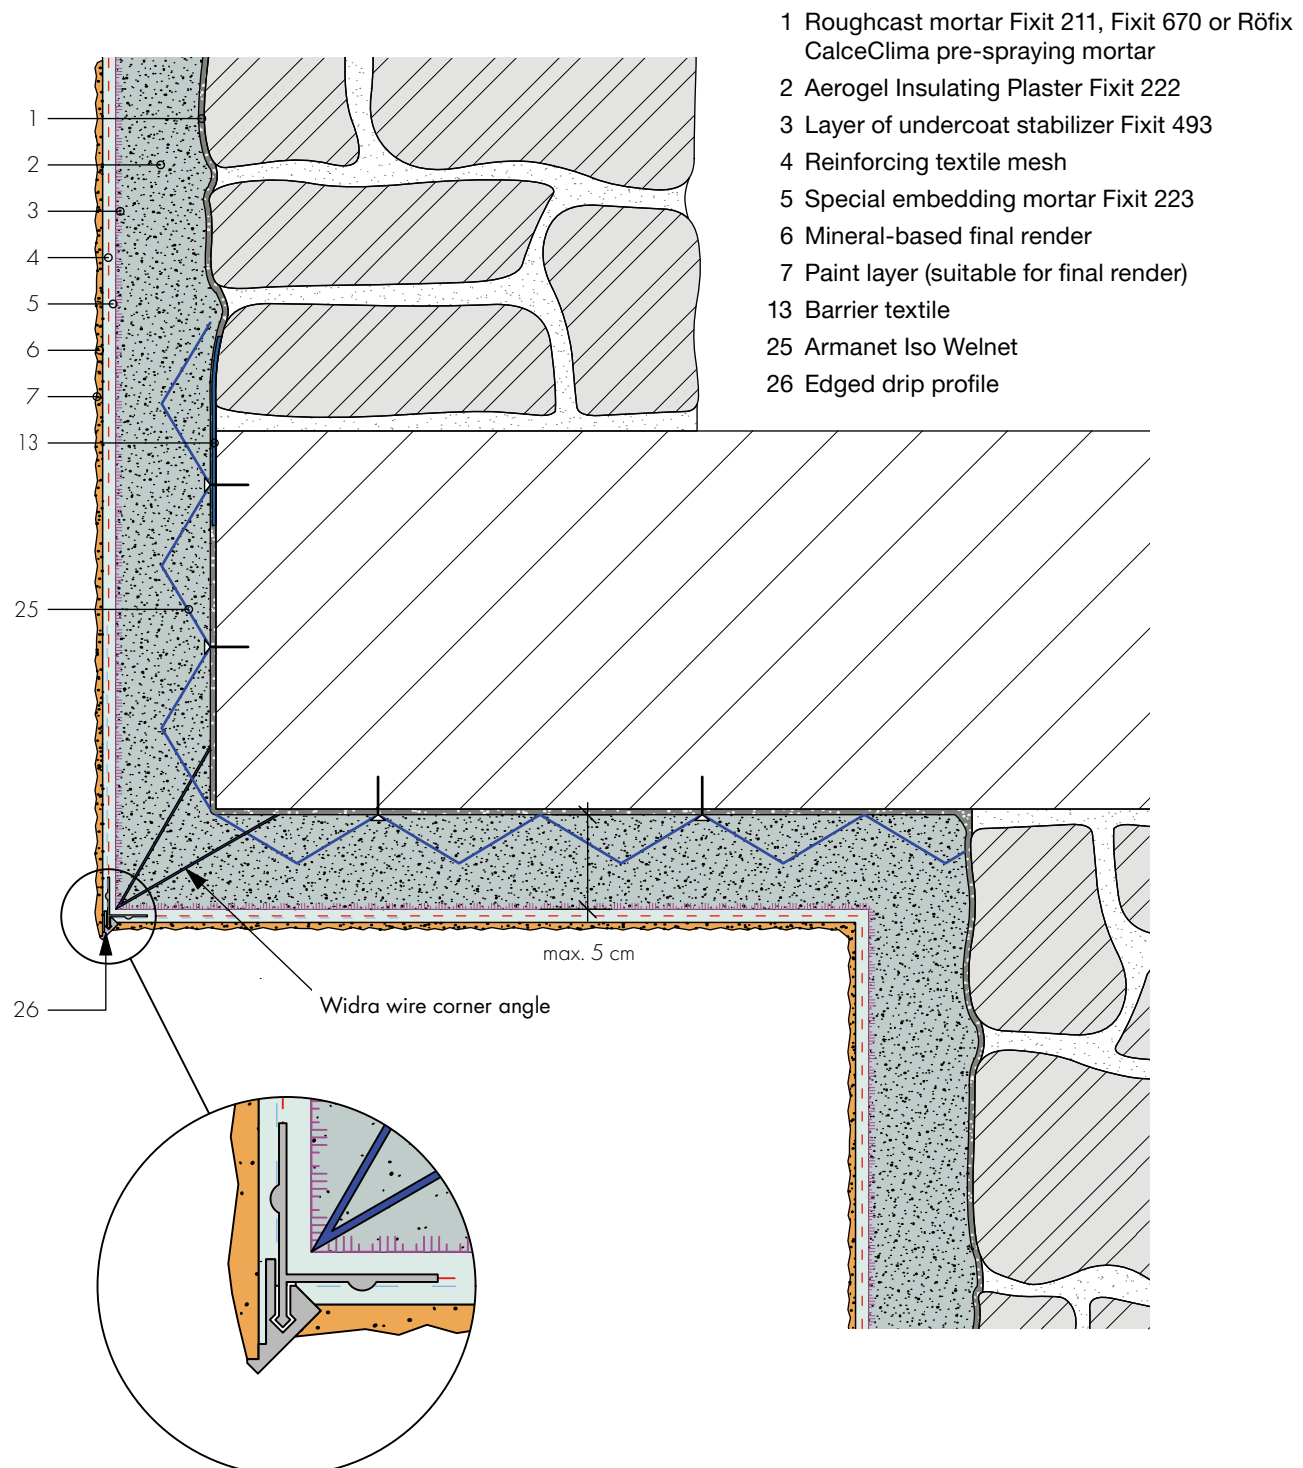 1 Roughcast mortar Fixit 211, Fixit 670 or Röfix
CalceClima pre-spraying mortar
2 Aerogel Insulating Plaster Fixit 222
3 Layer of undercoat stabilizer Fixit 493
4 Reinforcing textile mesh
5 Special embedding mortar Fixit 223
6 Mineral-based final render
7 Paint layer (suitable for final render)
13 Barrier textile
25 Armanet Iso Welnet
26 Edged drip profile
1
2
3
4
5
6
7
13
25
max. 5 cm
Widra wire corner angle
26